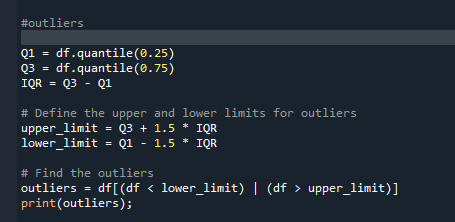 #outliers
Q1 = df.quantile(0.25)
Q3 = df.quantile(0.75)
IQR = Q3 - Q1
# Define the upper and lower limits for outliers
upper_limit = Q3 + 1.5 * IQR
lower_limit = Q1 - 1.5 * IQR
# Find the outliers
outliers = df[(df < lower_limit) | (df > upper_limit)]
print(outliers);